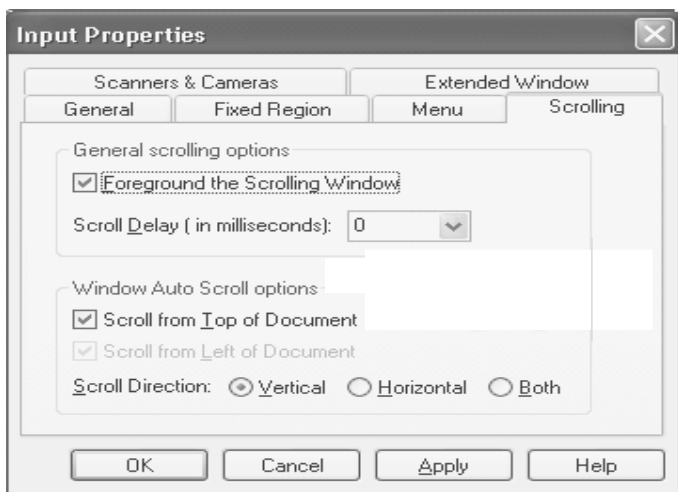 Input Properties
Scanners & Cameras Extended Window
General Fixed Region Menu Scrolling
General scrolling options
Foreground the Scrolling Window
Scroll Delay ( in milliseconds): 0
Window Auto Scroll options
Scroll from Top of Document
Scroll from Left of Document
Scroll Direction: Vertical Horizontal Both
OK Cancel Apply Help